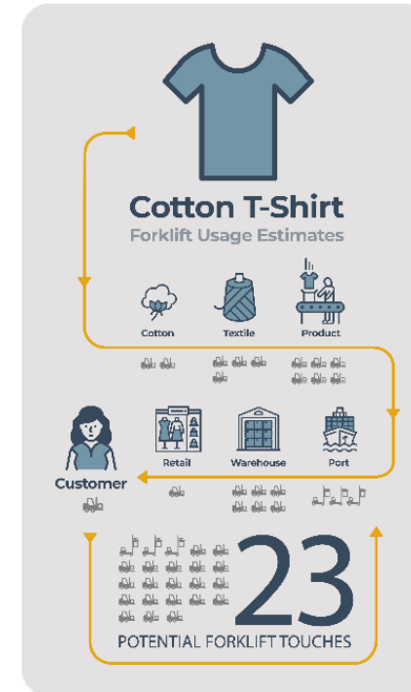 Cotton T-Shirt
Forklift Usage Estimates
Cotton Textile Product
Retail Warehouse Port
Customer
23
POTENTIAL FORKLIFT TOUCHES